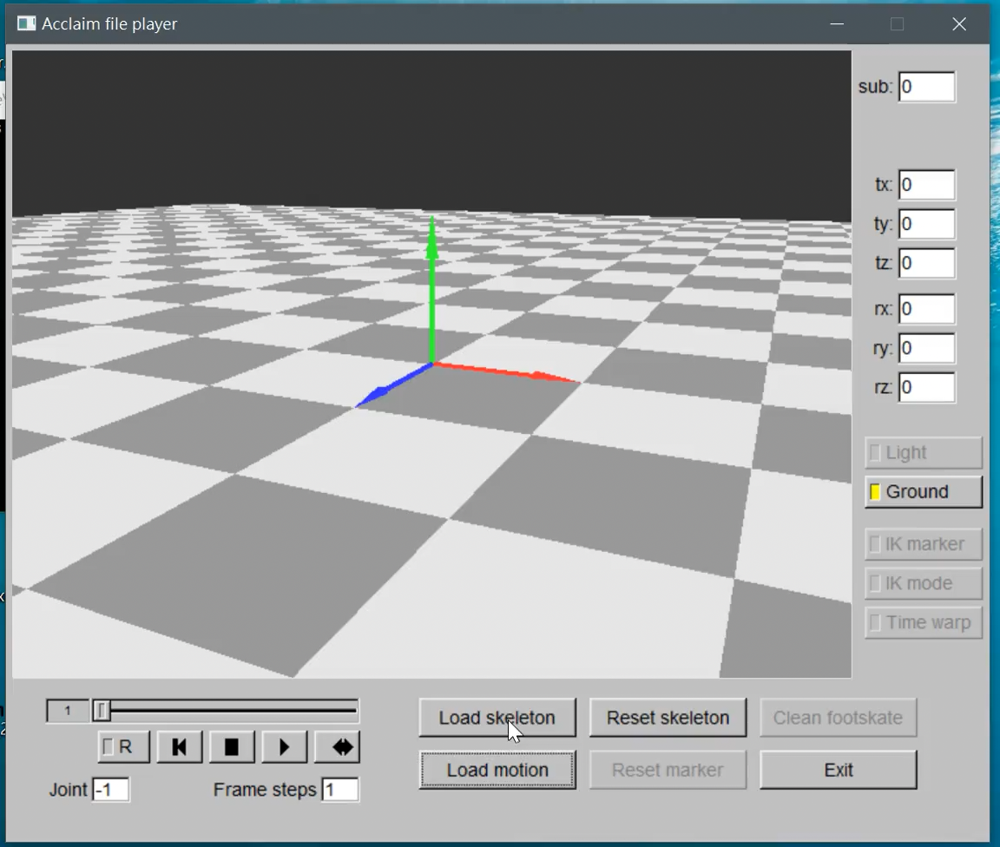 Acclaim file player
sub: 0
tx: 0
ty: 0
tz: 0
rx: 0
ry: 0
rz: 0
Light
Ground
IK marker
IK mode
Time warp
1
Load skeleton
Reset skeleton
Clean footskate
R
Load motion
Reset marker
Exit
Joint -1
Frame steps 1